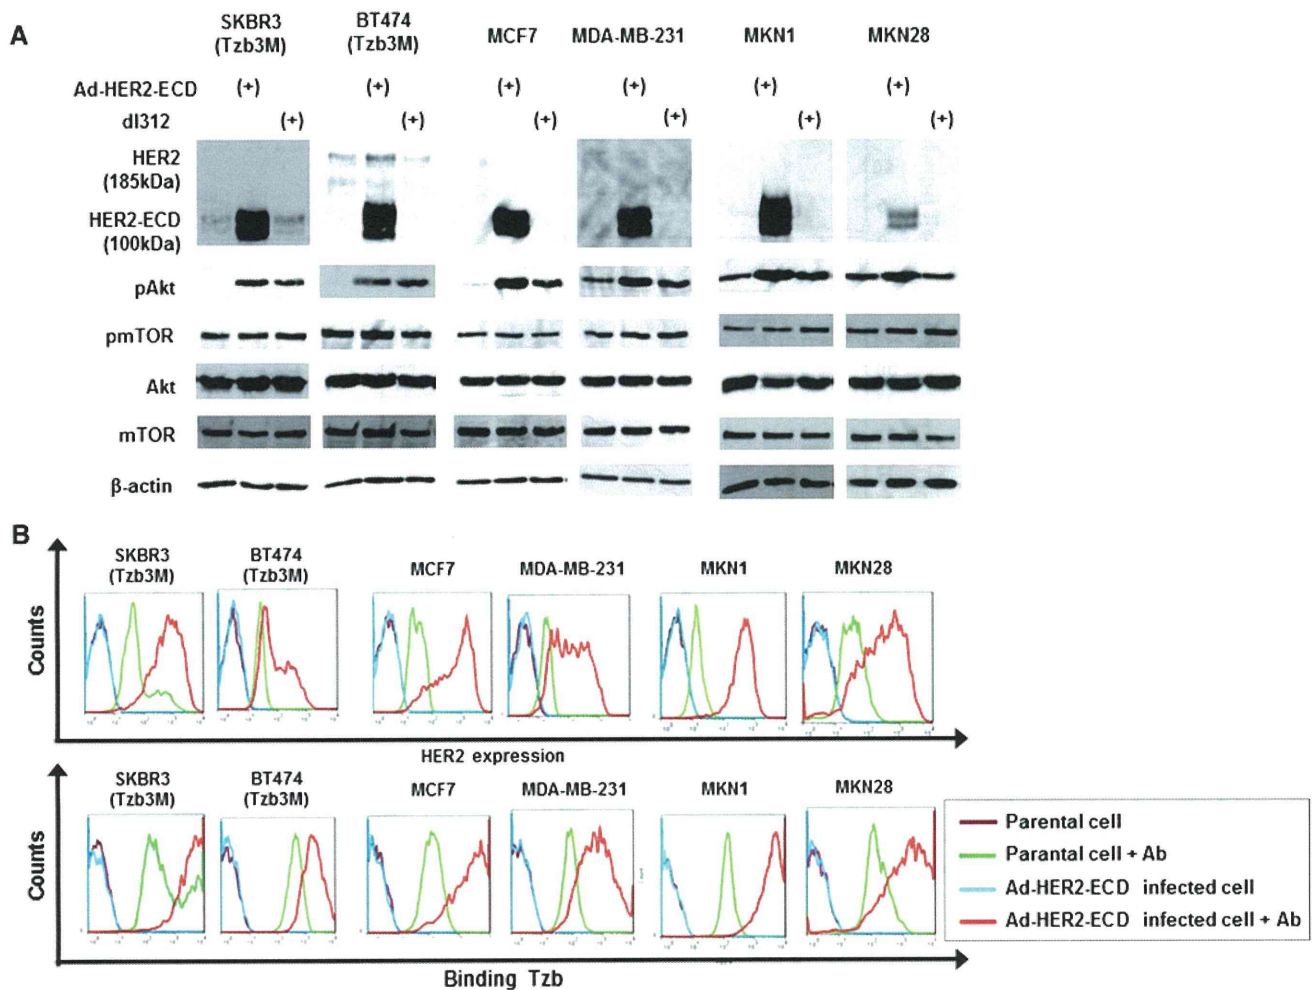 A
SKBR3
(Tzb3M)
BT474
(Tzb3M)
MCF7
MDA-MB-231
MKN1
MKN28
Ad-HER2-ECD (+) (+) (+) (+) (+) (+)
dl312 (+) (+) (+) (+) (+) (+)
HER2
(185kDa)
HER2-ECD
(100kDa)
pAkt
pmTOR
Akt
mTOR
β-actin
B
Counts
SKBR3
(Tzb3M)
BT474
(Tzb3M)
MCF7
MDA-MB-231
MKN1
MKN28
HER2 expression
Counts
SKBR3
(Tzb3M)
BT474
(Tzb3M)
MCF7
MDA-MB-231
MKN1
MKN28
Binding Tzb
Parental cell
Parantal cell + Ab
Ad-HER2-ECD infected cell
Ad-HER2-ECD infected cell + Ab